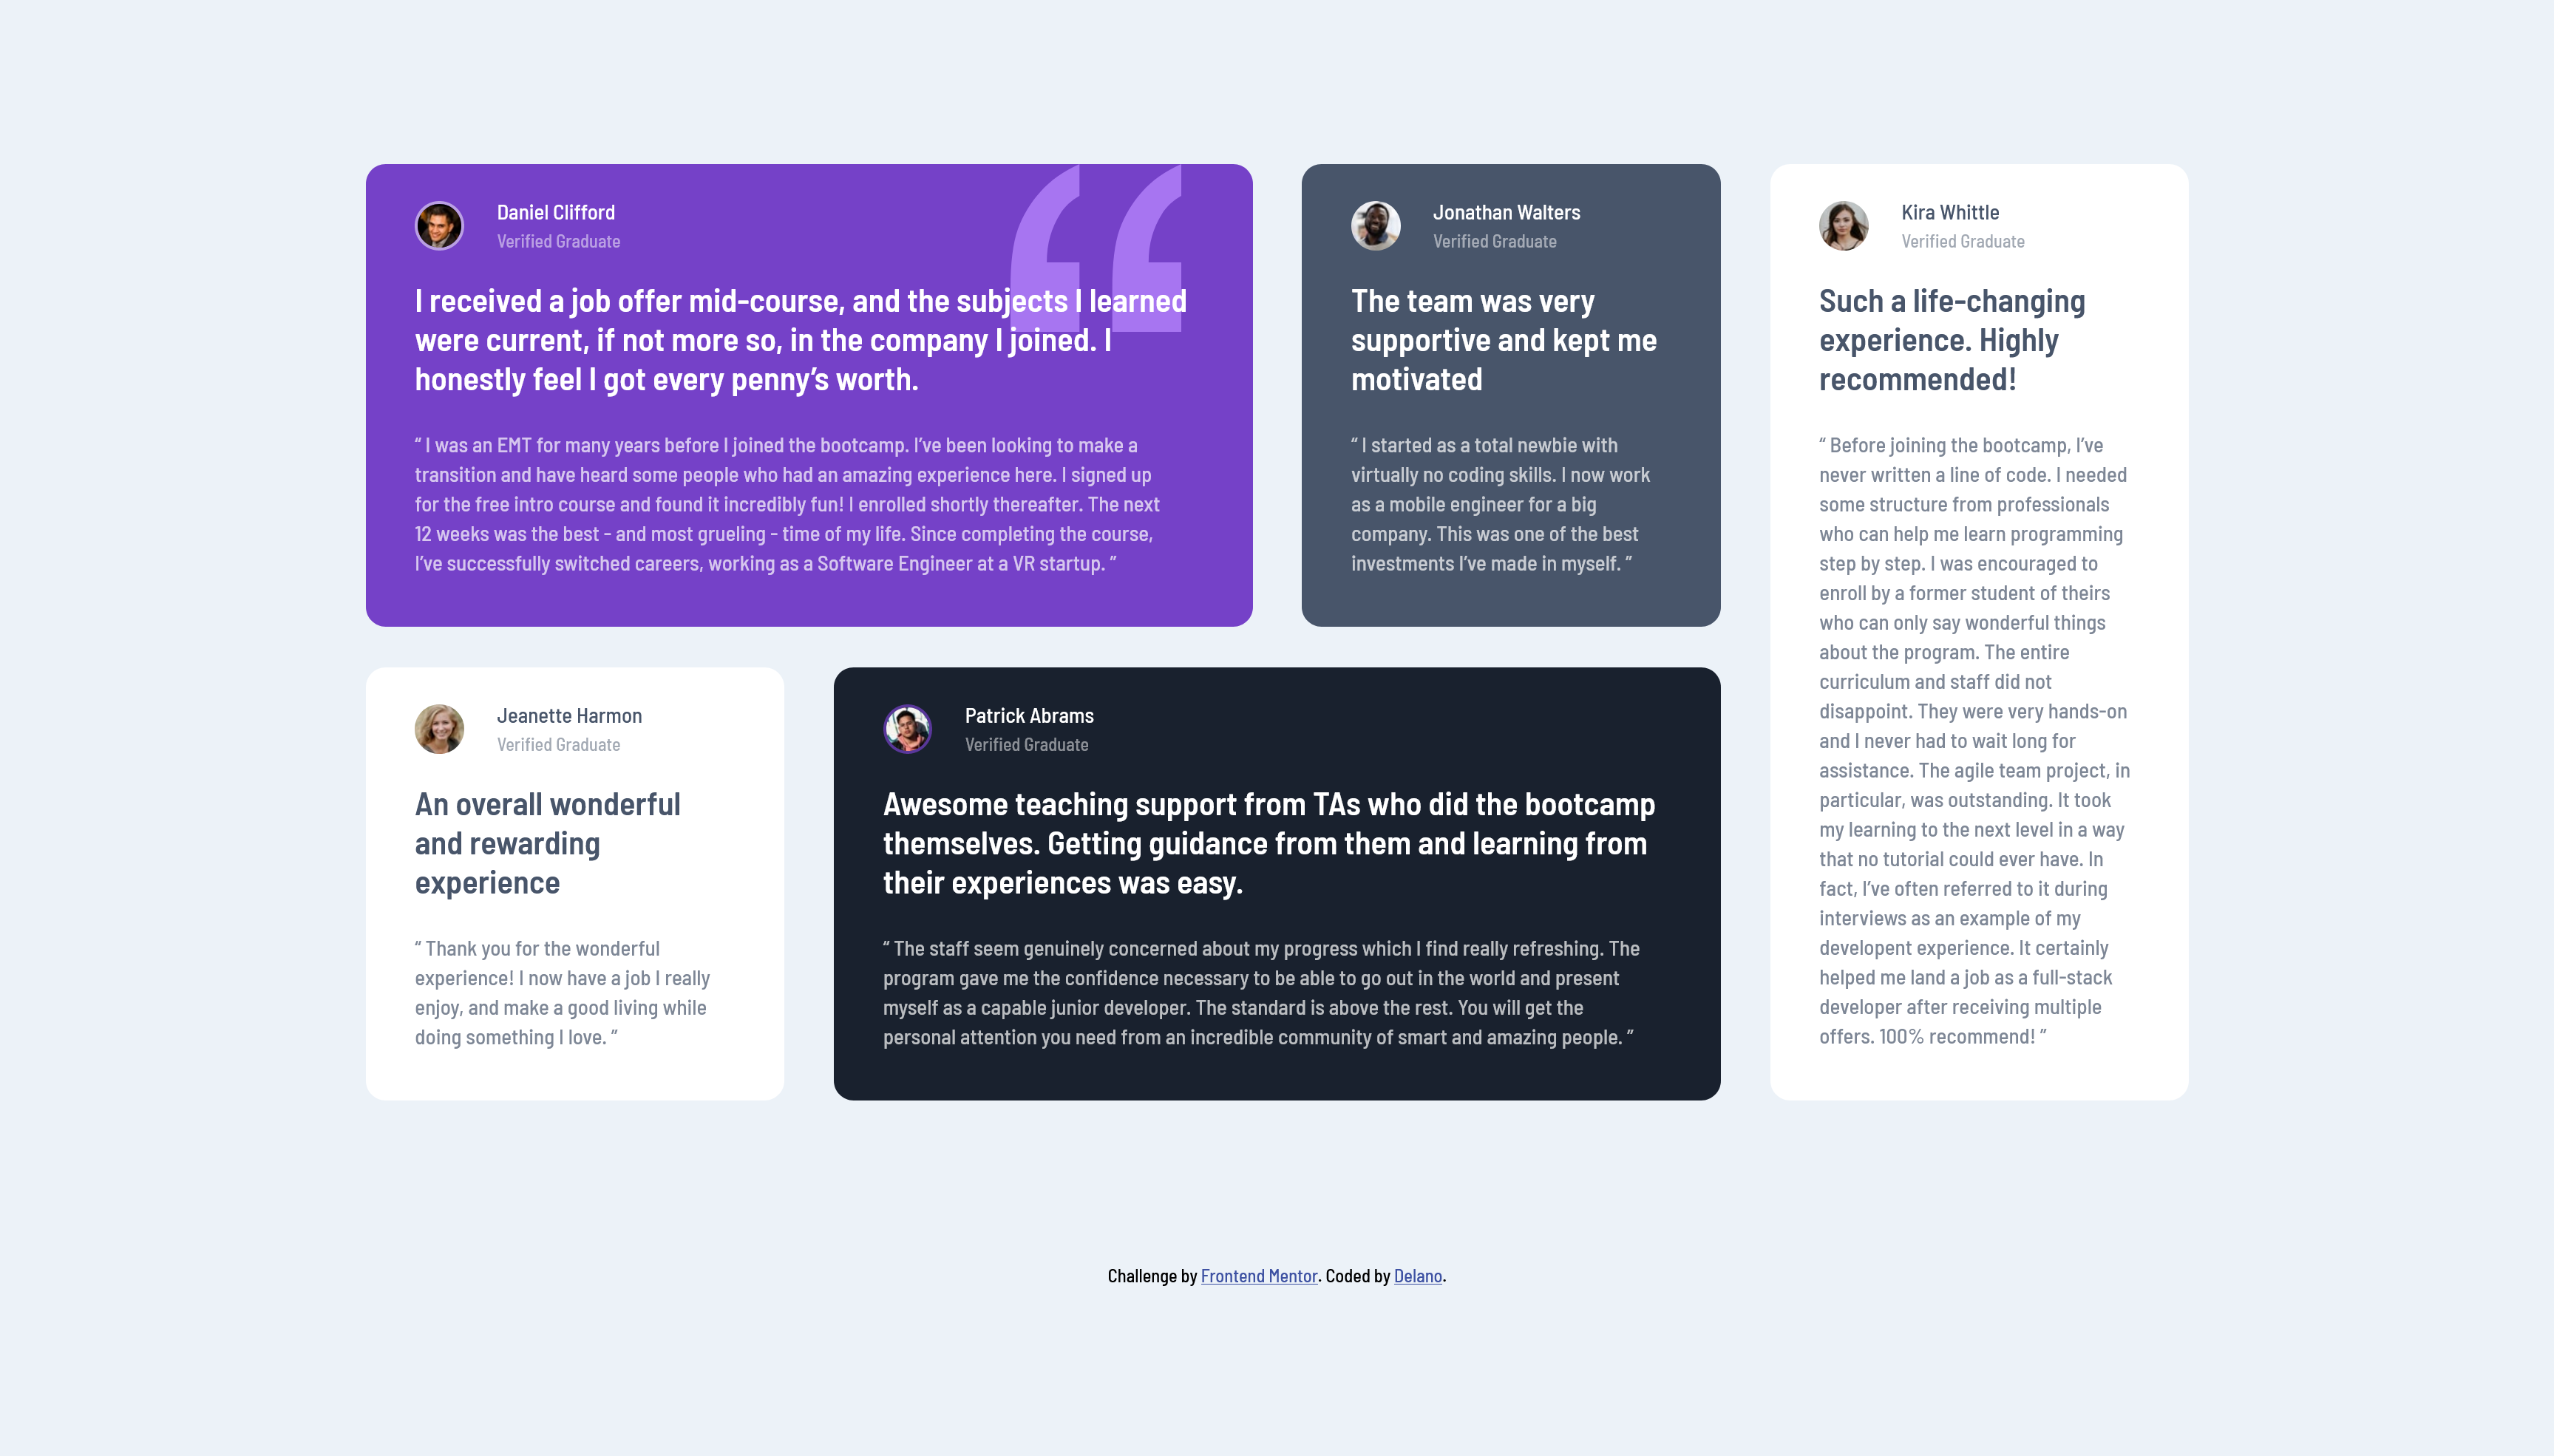 Daniel Clifford
Verified Graduate
I received a job offer mid-course, and the subjects I learned
were current, if not more so, in the company I joined. I
honestly feel I got every penny’s worth.
“ I was an EMT for many years before I joined the bootcamp. I’ve been looking to make a
transition and have heard some people who had an amazing experience here. I signed up
for the free intro course and found it incredibly fun! I enrolled shortly thereafter. The next
12 weeks was the best - and most grueling - time of my life. Since completing the course,
I’ve successfully switched careers, working as a Software Engineer at a VR startup. ”
Jonathan Walters
Verified Graduate
The team was very
supportive and kept me
motivated
“ I started as a total newbie with
virtually no coding skills. I now work
as a mobile engineer for a big
company. This was one of the best
investments I’ve made in myself. ”
Kira Whittle
Verified Graduate
Such a life-changing
experience. Highly
recommended!
“ Before joining the bootcamp, I’ve
never written a line of code. I needed
some structure from professionals
who can help me learn programming
step by step. I was encouraged to
enroll by a former student of theirs
who can only say wonderful things
about the program. The entire
curriculum and staff did not
disappoint. They were very hands-on
and I never had to wait long for
assistance. The agile team project, in
particular, was outstanding. It took
my learning to the next level in a way
that no tutorial could ever have. In
fact, I’ve often referred to it during
interviews as an example of my
developent experience. It certainly
helped me land a job as a full-stack
developer after receiving multiple
offers. 100% recommend! ”
Jeanette Harmon
Verified Graduate
An overall wonderful
and rewarding
experience
“ Thank you for the wonderful
experience! I now have a job I really
enjoy, and make a good living while
doing something I love. ”
Patrick Abrams
Verified Graduate
Awesome teaching support from TAs who did the bootcamp
themselves. Getting guidance from them and learning from
their experiences was easy.
“ The staff seem genuinely concerned about my progress which I find really refreshing. The
program gave me the confidence necessary to be able to go out in the world and present
myself as a capable junior developer. The standard is above the rest. You will get the
personal attention you need from an incredible community of smart and amazing people. ”
Challenge by Frontend Mentor. Coded by Delano.